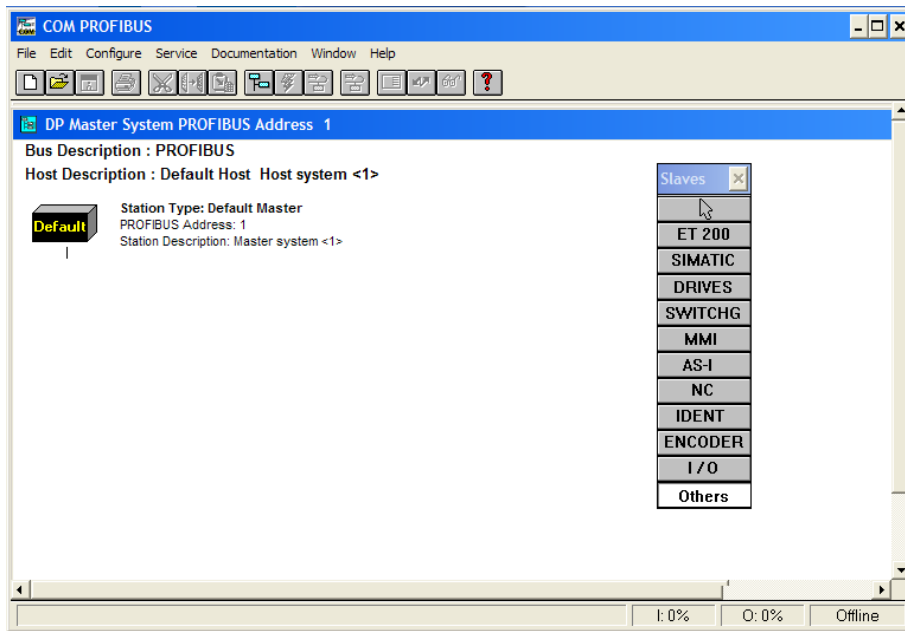 COM PROFIBUS
File Edit Configure Service Documentation Window Help
DP Master System PROFIBUS Address 1
Bus Description : PROFIBUS
Host Description : Default Host Host system <1>
Default
Station Type: Default Master
PROFIBUS Address: 1
Station Description: Master system <1>
Slaves
ET 200
SIMATIC
DRIVES
SWITCHG
MMI
AS-I
NC
IDENT
ENCODER
I/O
Others
I: 0% O: 0% Offline